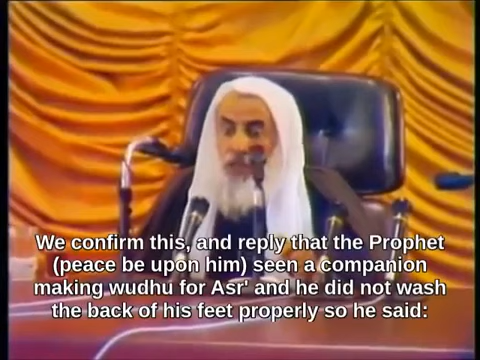 We confirm this, and reply that the Prophet
(peace be upon him) seen a companion
making wudhu for Asr' and he did not wash
the back of his feet properly so he said: